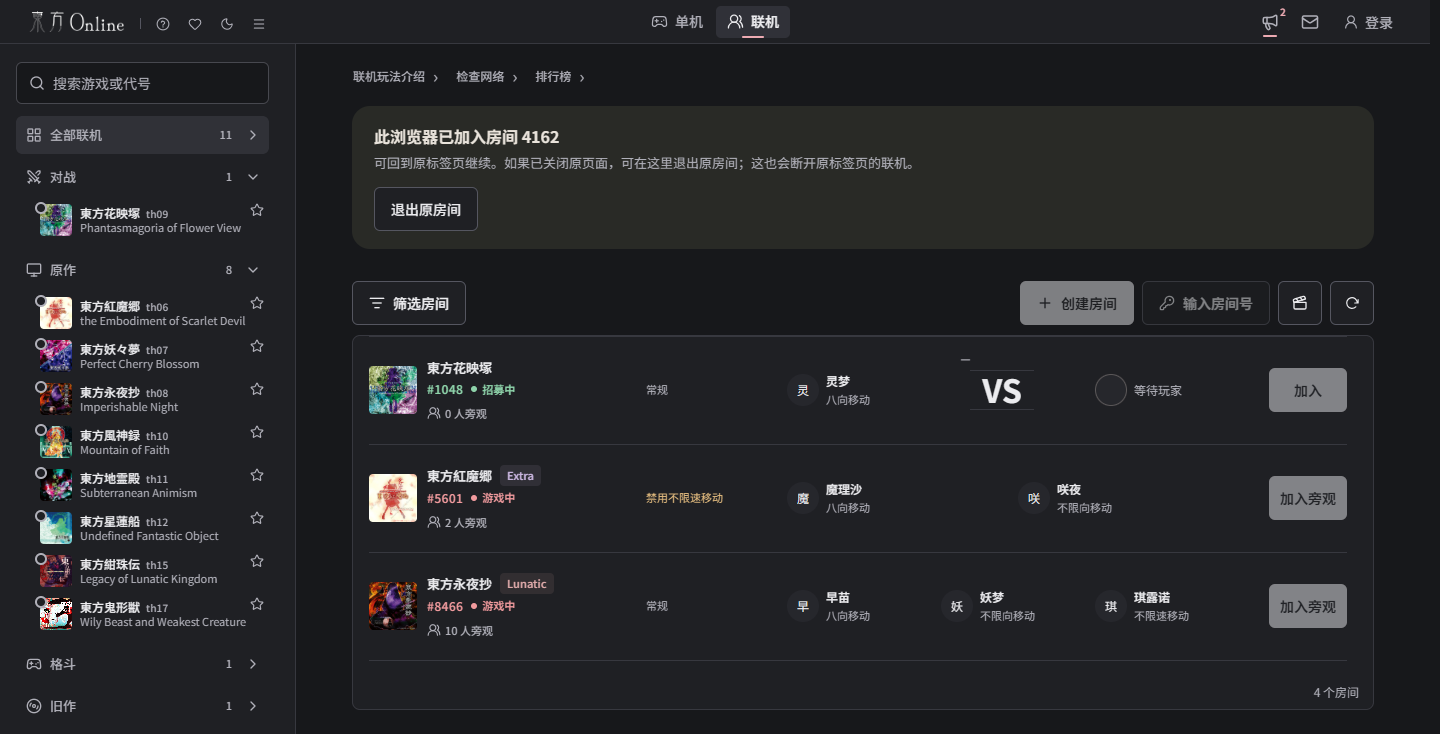 東方Online
单机
联机
2
登录
搜索游戏或代号
全部联机 11
对战 1
東方花映塚 th09
Phantasmagoria of Flower View
原作 8
東方紅魔郷 th06
the Embodiment of Scarlet Devil
東方妖々夢 th07
Perfect Cherry Blossom
東方永夜抄 th08
Imperishable Night
東方風神録 th10
Mountain of Faith
東方地霊殿 th11
Subterranean Animism
東方星蓮船 th12
Undefined Fantastic Object
東方紺珠伝 th15
Legacy of Lunatic Kingdom
東方鬼形獣 th17
Wily Beast and Weakest Creature
格斗 1
旧作 1
联机玩法介绍 › 检查网络 › 排行榜 ›
此浏览器已加入房间 4162
可回到原标签页继续。如果已关闭原页面，可在这里退出原房间；这也会断开原标签页的联机。
退出原房间
筛选房间
创建房间
输入房间号
東方花映塚
#1048 ● 招募中
0 人旁观
常规
灵
灵梦
八向移动
VS
等待玩家
加入
東方紅魔郷 Extra
#5601 ● 游戏中
2 人旁观
禁用不限速移动
魔
魔理沙
八向移动
咲
咲夜
不限向移动
加入旁观
東方永夜抄 Lunatic
#8466 ● 游戏中
10 人旁观
常规
早
早苗
八向移动
妖
妖梦
不限向移动
琪
琪露诺
不限速移动
加入旁观
4 个房间